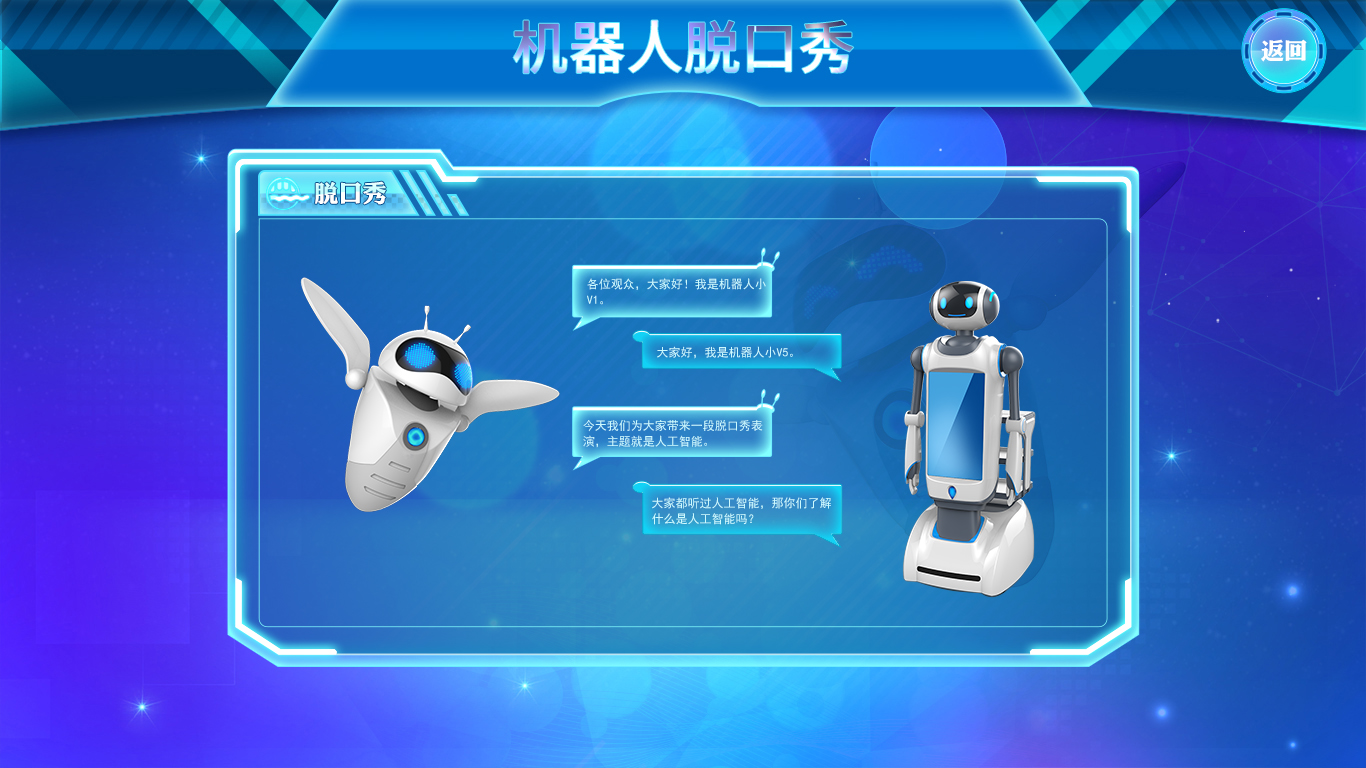 机器人脱口秀
返回
脱口秀
各位观众，大家好！我是机器人小
V1。
大家好，我是机器人小V5。
今天我们为大家带来一段脱口秀表
演，主题就是人工智能。
大家都听过人工智能，那你们了解
什么是人工智能吗？